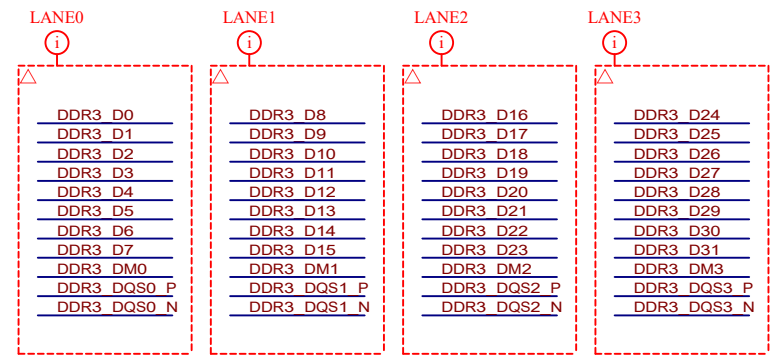 LANE0
i
DDR3_D0
DDR3_D1
DDR3_D2
DDR3_D3
DDR3_D4
DDR3_D5
DDR3_D6
DDR3_D7
DDR3_DM0
DDR3_DQS0_P
DDR3_DQS0_N
LANE1
i
DDR3_D8
DDR3_D9
DDR3_D10
DDR3_D11
DDR3_D12
DDR3_D13
DDR3_D14
DDR3_D15
DDR3_DM1
DDR3_DQS1_P
DDR3_DQS1_N
LANE2
i
DDR3_D16
DDR3_D17
DDR3_D18
DDR3_D19
DDR3_D20
DDR3_D21
DDR3_D22
DDR3_D23
DDR3_DM2
DDR3_DQS2_P
DDR3_DQS2_N
LANE3
i
DDR3_D24
DDR3_D25
DDR3_D26
DDR3_D27
DDR3_D28
DDR3_D29
DDR3_D30
DDR3_D31
DDR3_DM3
DDR3_DQS3_P
DDR3_DQS3_N